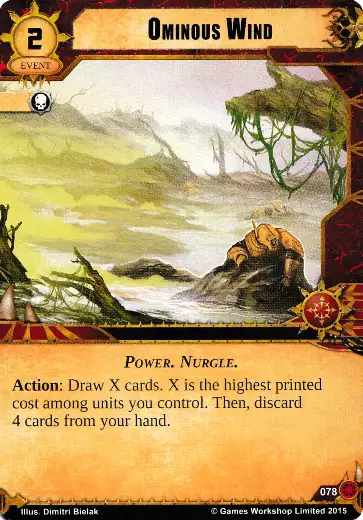 2
Ominous Wind
EVENT
Power. Nurgle.
Action: Draw X cards. X is the highest printed
cost among units you control. Then, discard
4 cards from your hand.
078
Illus. Dimitri Bielak
© Games Workshop Limited 2015